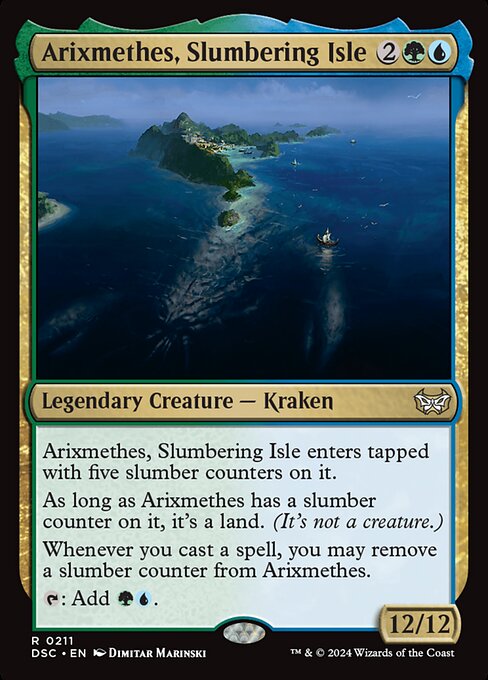 Arixmethes, Slumbering Isle 2
Legendary Creature — Kraken
Arixmethes, Slumbering Isle enters tapped
with five slumber counters on it.
As long as Arixmethes has a slumber
counter on it, it's a land. (It's not a creature.)
Whenever you cast a spell, you may remove
a slumber counter from Arixmethes.
: Add .
12/12
R 0211
DSC • EN Dimitar Marinski
™ & © 2024 Wizards of the Coast